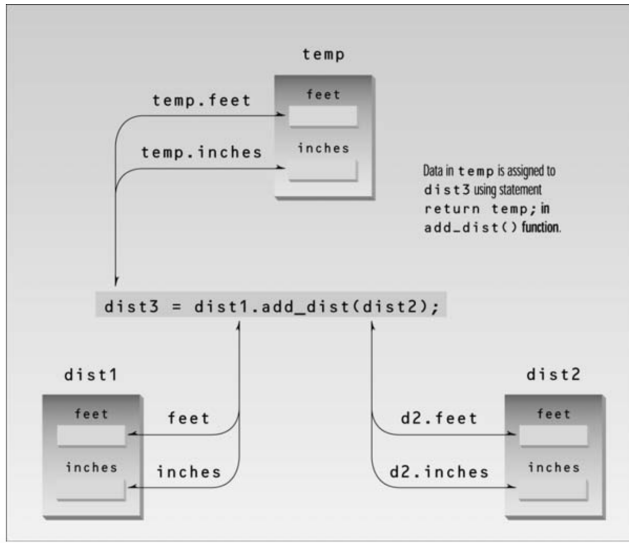 temp
feet
temp.feet
inches
temp.inches
Data in temp is assigned to
dist3 using statement
return temp; in
add_dist() function.
dist3 = dist1.add_dist(dist2);
dist1
dist2
feet
feet
d2.feet
feet
inches
inches
d2.inches
inches